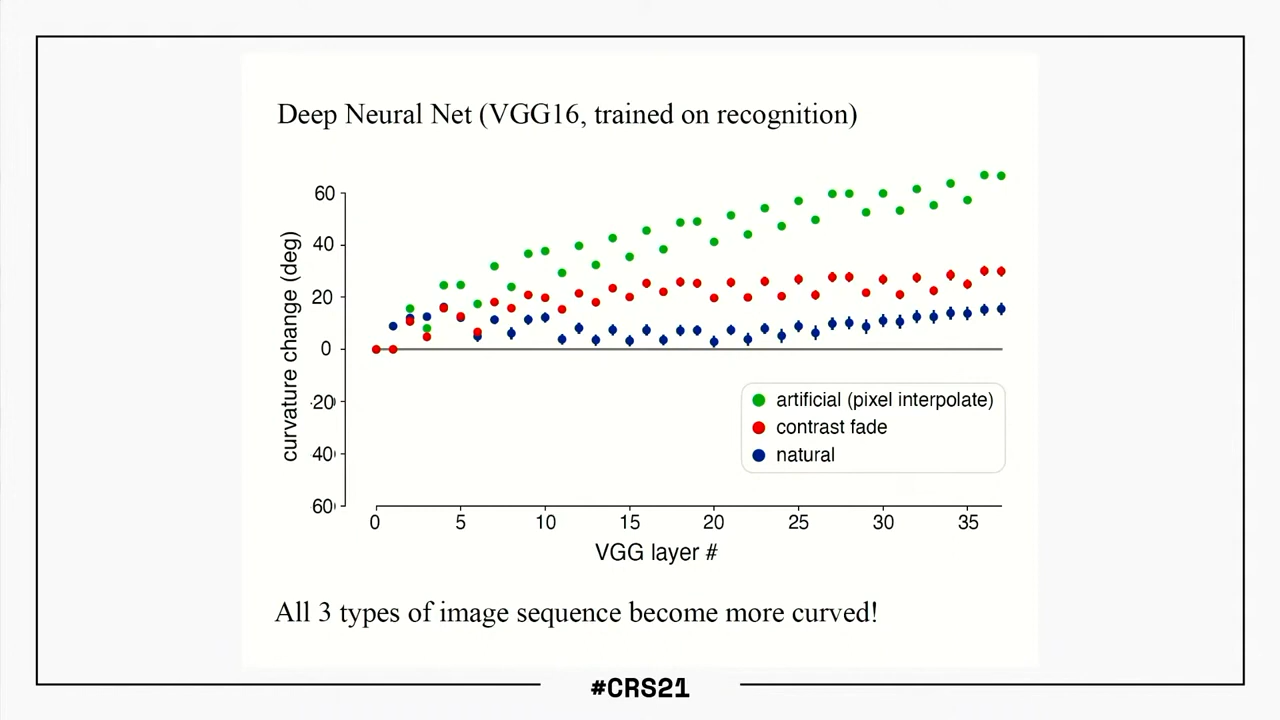 Deep Neural Net (VGG16, trained on recognition)
60
40
20
0
-20
40
60
curvature change (deg)
0 5 10 15 20 25 30 35
VGG layer #
artificial (pixel interpolate)
contrast fade
natural
All 3 types of image sequence become more curved!
#CRS21